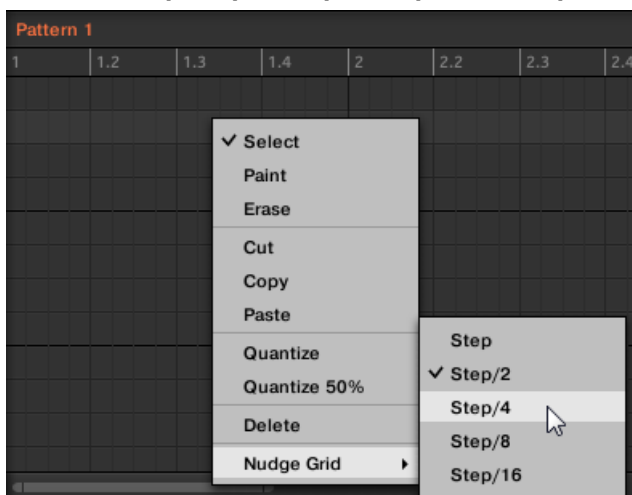 Pattern 1
1 1.2 1.3 1.4 2 2.2 2.3 2.4
Select
Paint
Erase
Cut
Copy
Paste
Quantize
Quantize 50%
Delete
Nudge Grid
Step
Step/2
Step/4
Step/8
Step/16